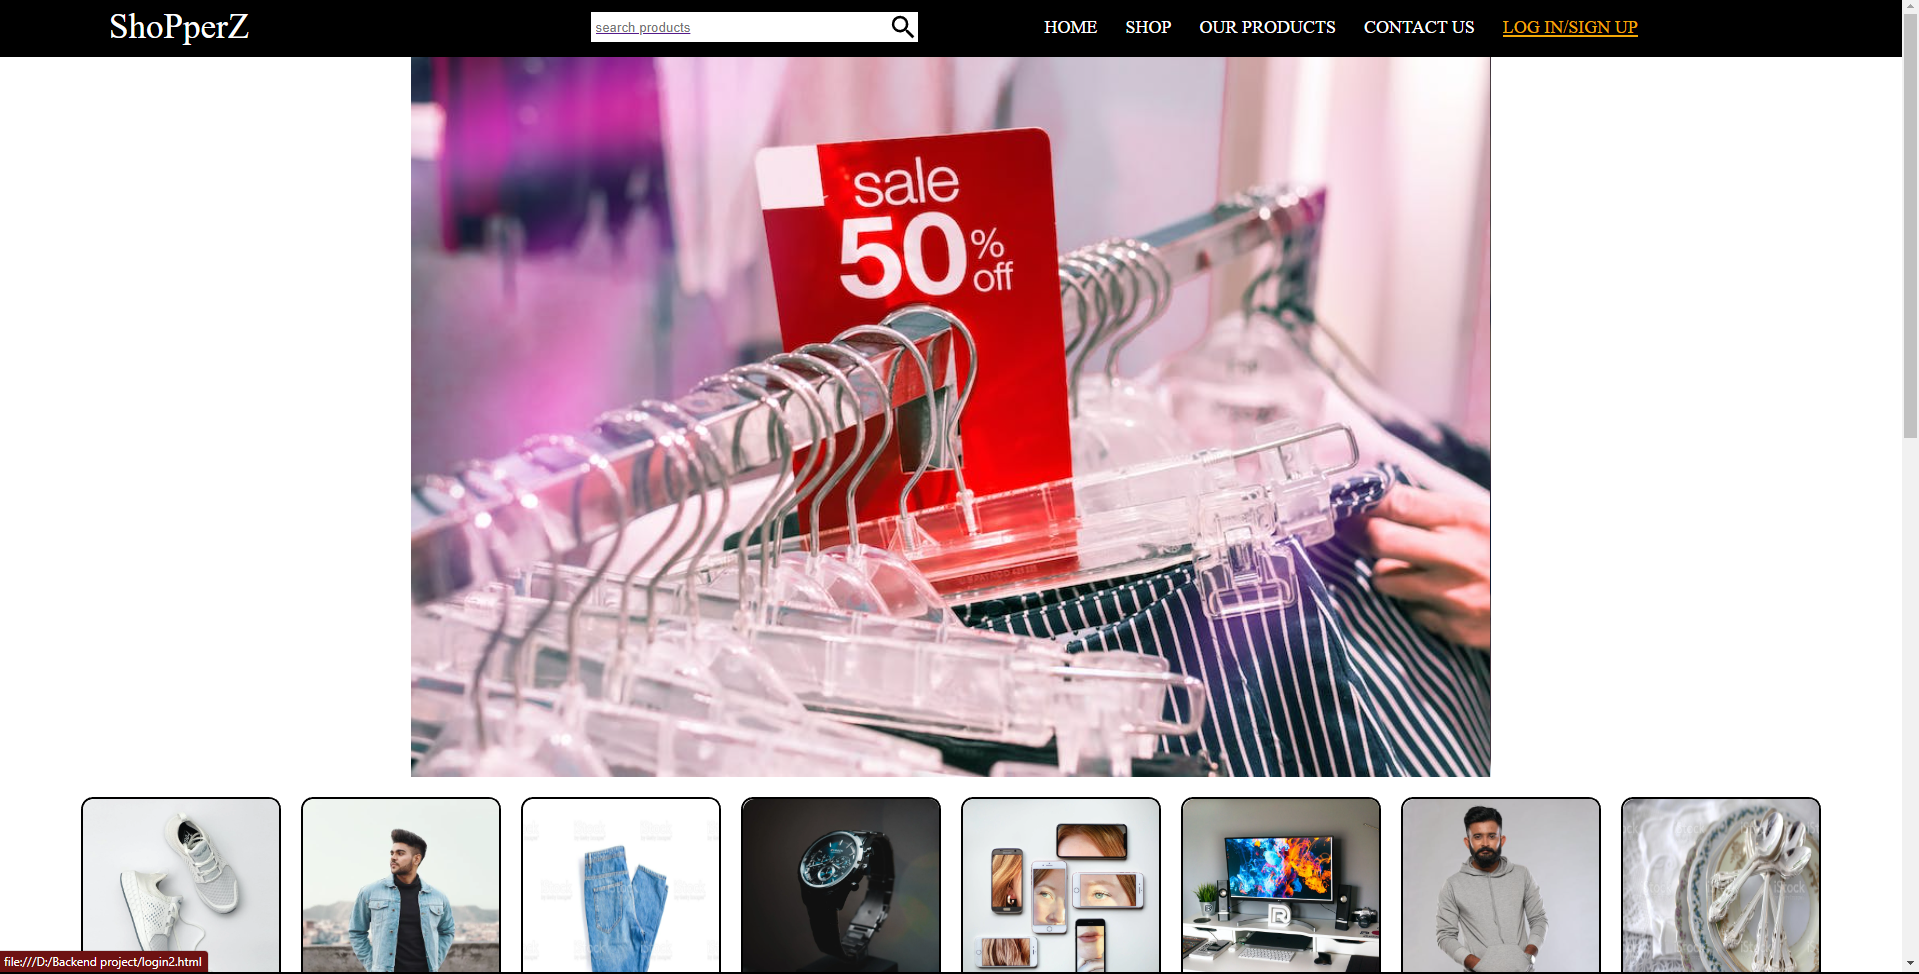 ShoPperZ
search products
HOME SHOP OUR PRODUCTS CONTACT US LOG IN/SIGN UP
sale
50%
off
iStock
file:///D:/Backend project/login2.html